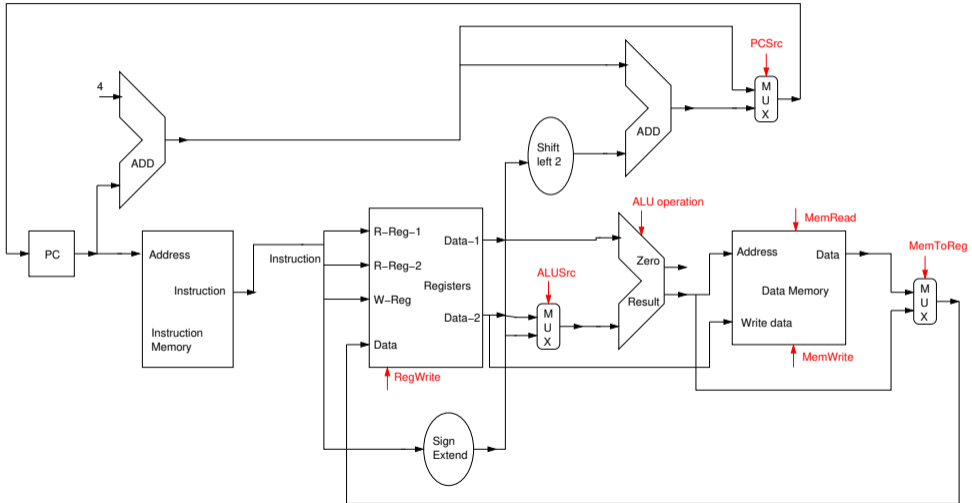 4
ADD
PC
Address
Instruction
Instruction
Memory
Instruction
R-Reg-1
R-Reg-2
W-Reg
Data
Data-1
Registers
Data-2
RegWrite
Sign
Extend
Shift
left 2
ADD
PCSrc
M
U
X
ALUSrc
M
U
X
ALU operation
Zero
Result
MemRead
Address
Data
Data Memory
Write data
MemWrite
MemToReg
M
U
X